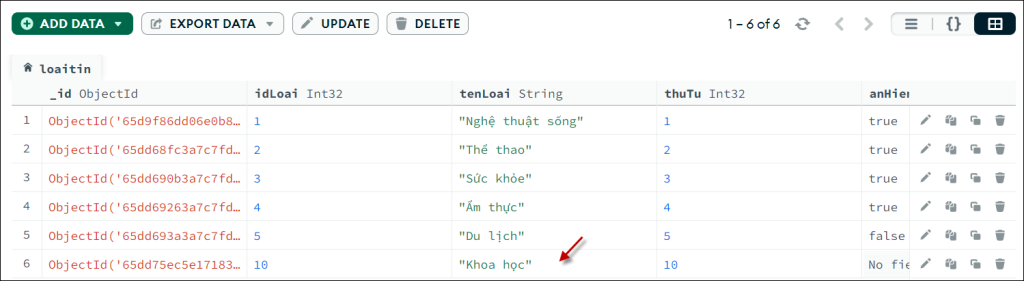 ADD DATA EXPORT DATA UPDATE DELETE 1 – 6 of 6 {}
loaitin
_id ObjectId idLoai Int32 tenLoai String thuTu Int32 anHien
1 ObjectId('65d9f86dd06e0b8… 1 "Nghệ thuật sống" 1 true
2 ObjectId('65dd68fc3a7c7fd… 2 "Thể thao" 2 true
3 ObjectId('65dd690b3a7c7fd… 3 "Sức khỏe" 3 true
4 ObjectId('65dd69263a7c7fd… 4 "Ẩm thực" 4 true
5 ObjectId('65dd693a3a7c7fd… 5 "Du lịch" 5 false
6 ObjectId('65dd75ec5e17183… 10 "Khoa học" 10 No fie